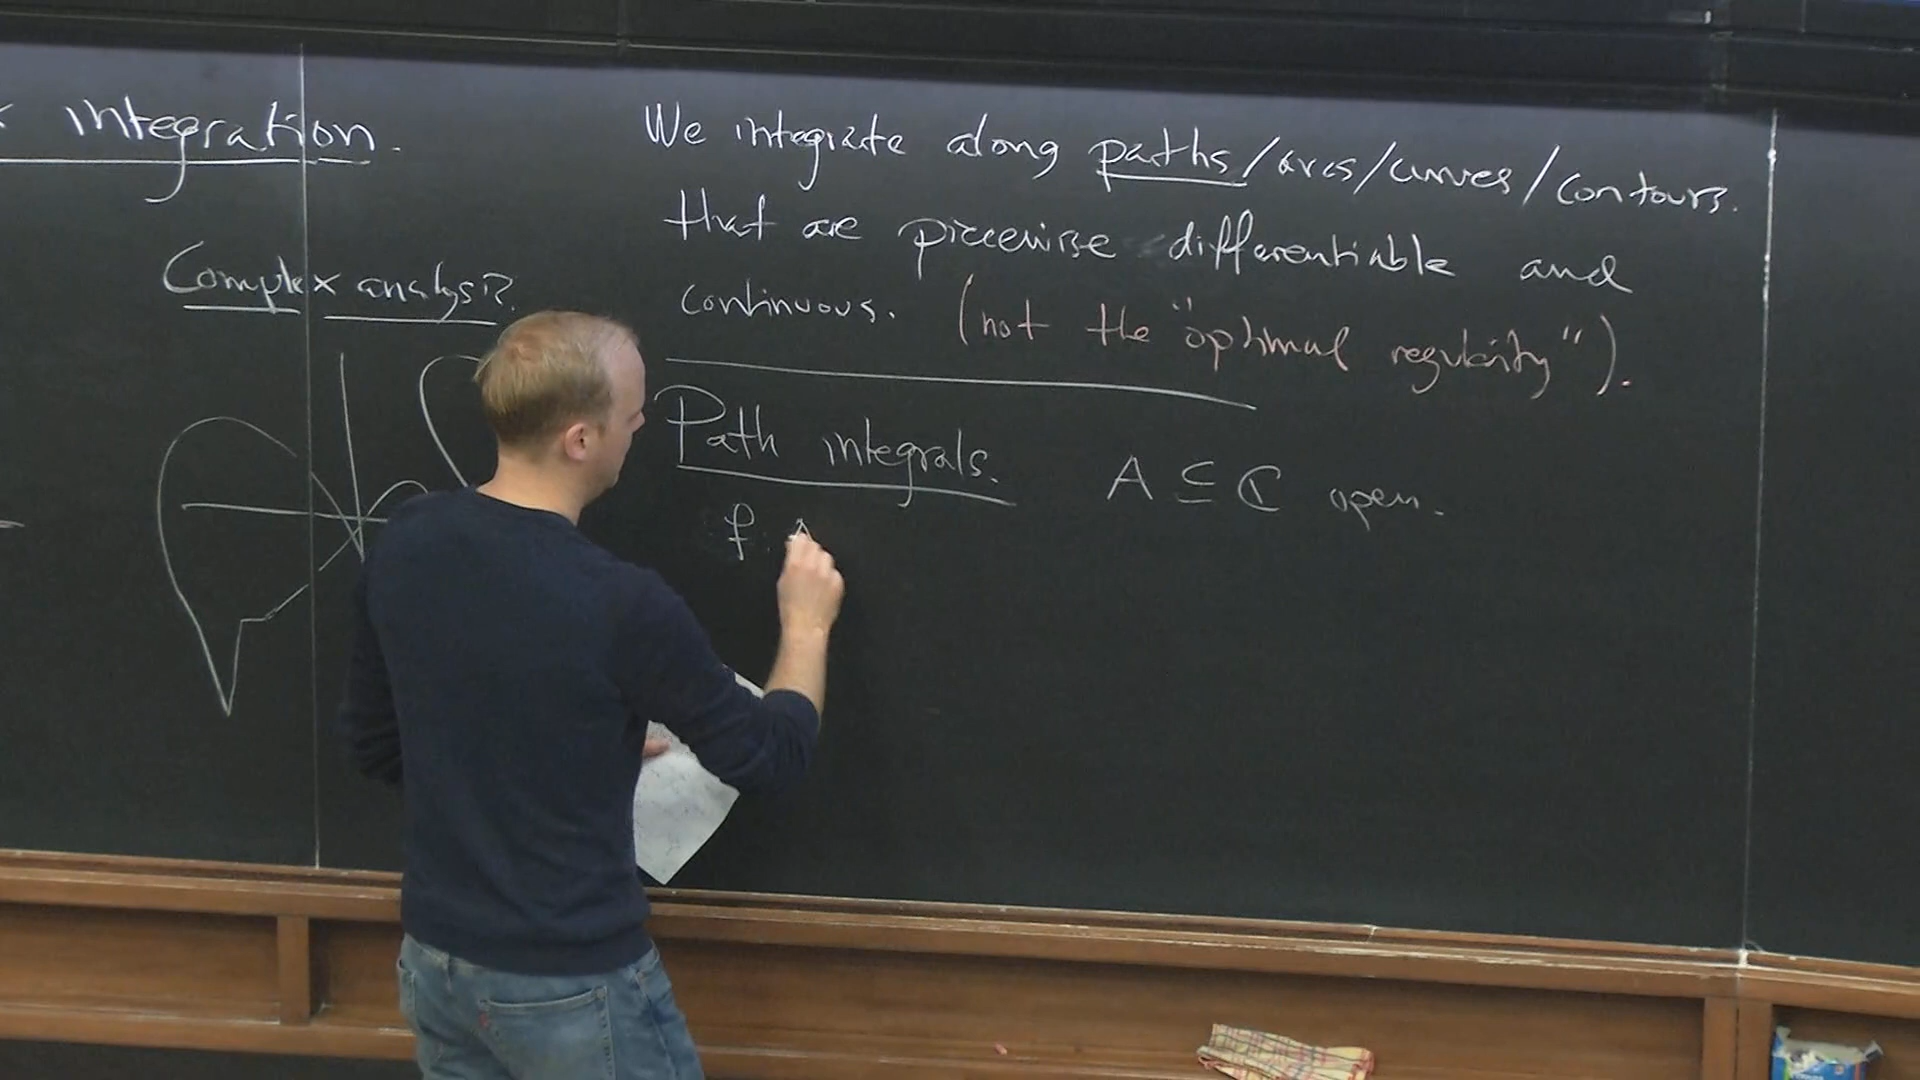 integration.
Complex analysis?
We integrate along paths/arcs/curves/contours.
that are piecewise differentiable and
continuous. (not the "optimal regularity").
Path integrals. A ⊆ ℂ open.
f: A